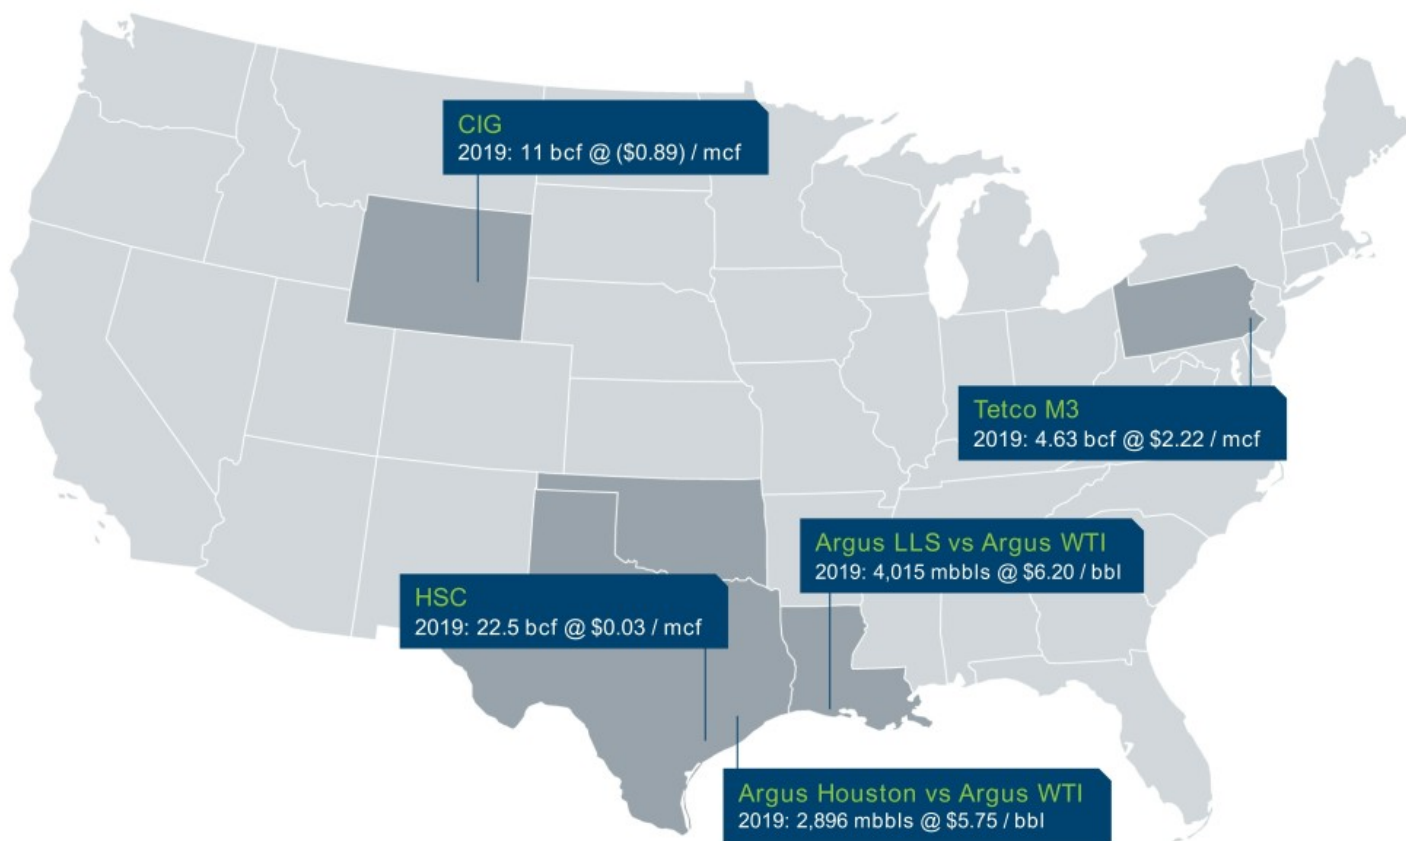 CIG
2019: 11 bcf @ ($0.89) / mcf
Tetco M3
2019: 4.63 bcf @ $2.22 / mcf
Argus LLS vs Argus WTI
2019: 4,015 mbbls @ $6.20 / bbl
HSC
2019: 22.5 bcf @ $0.03 / mcf
Argus Houston vs Argus WTI
2019: 2,896 mbbls @ $5.75 / bbl